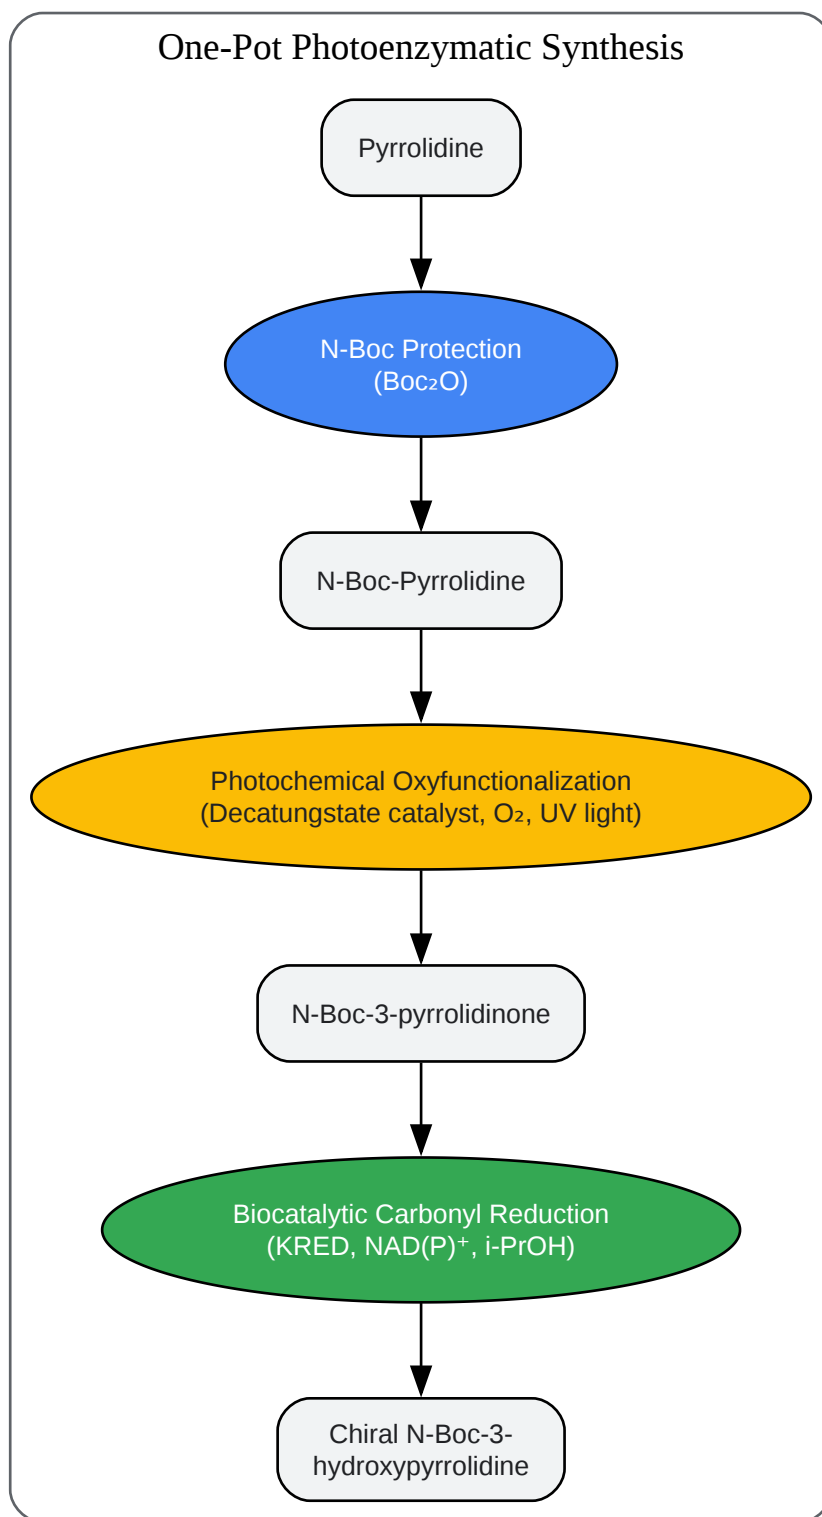 One-Pot Photoenzymatic Synthesis
Pyrrolidine
N-Boc Protection
(Boc₂O)
N-Boc-Pyrrolidine
Photochemical Oxyfunctionalization
(Decatungstate catalyst, O₂, UV light)
N-Boc-3-pyrrolidinone
Biocatalytic Carbonyl Reduction
(KRED, NAD(P)⁺, i-PrOH)
Chiral N-Boc-3-
hydroxypyrrolidine